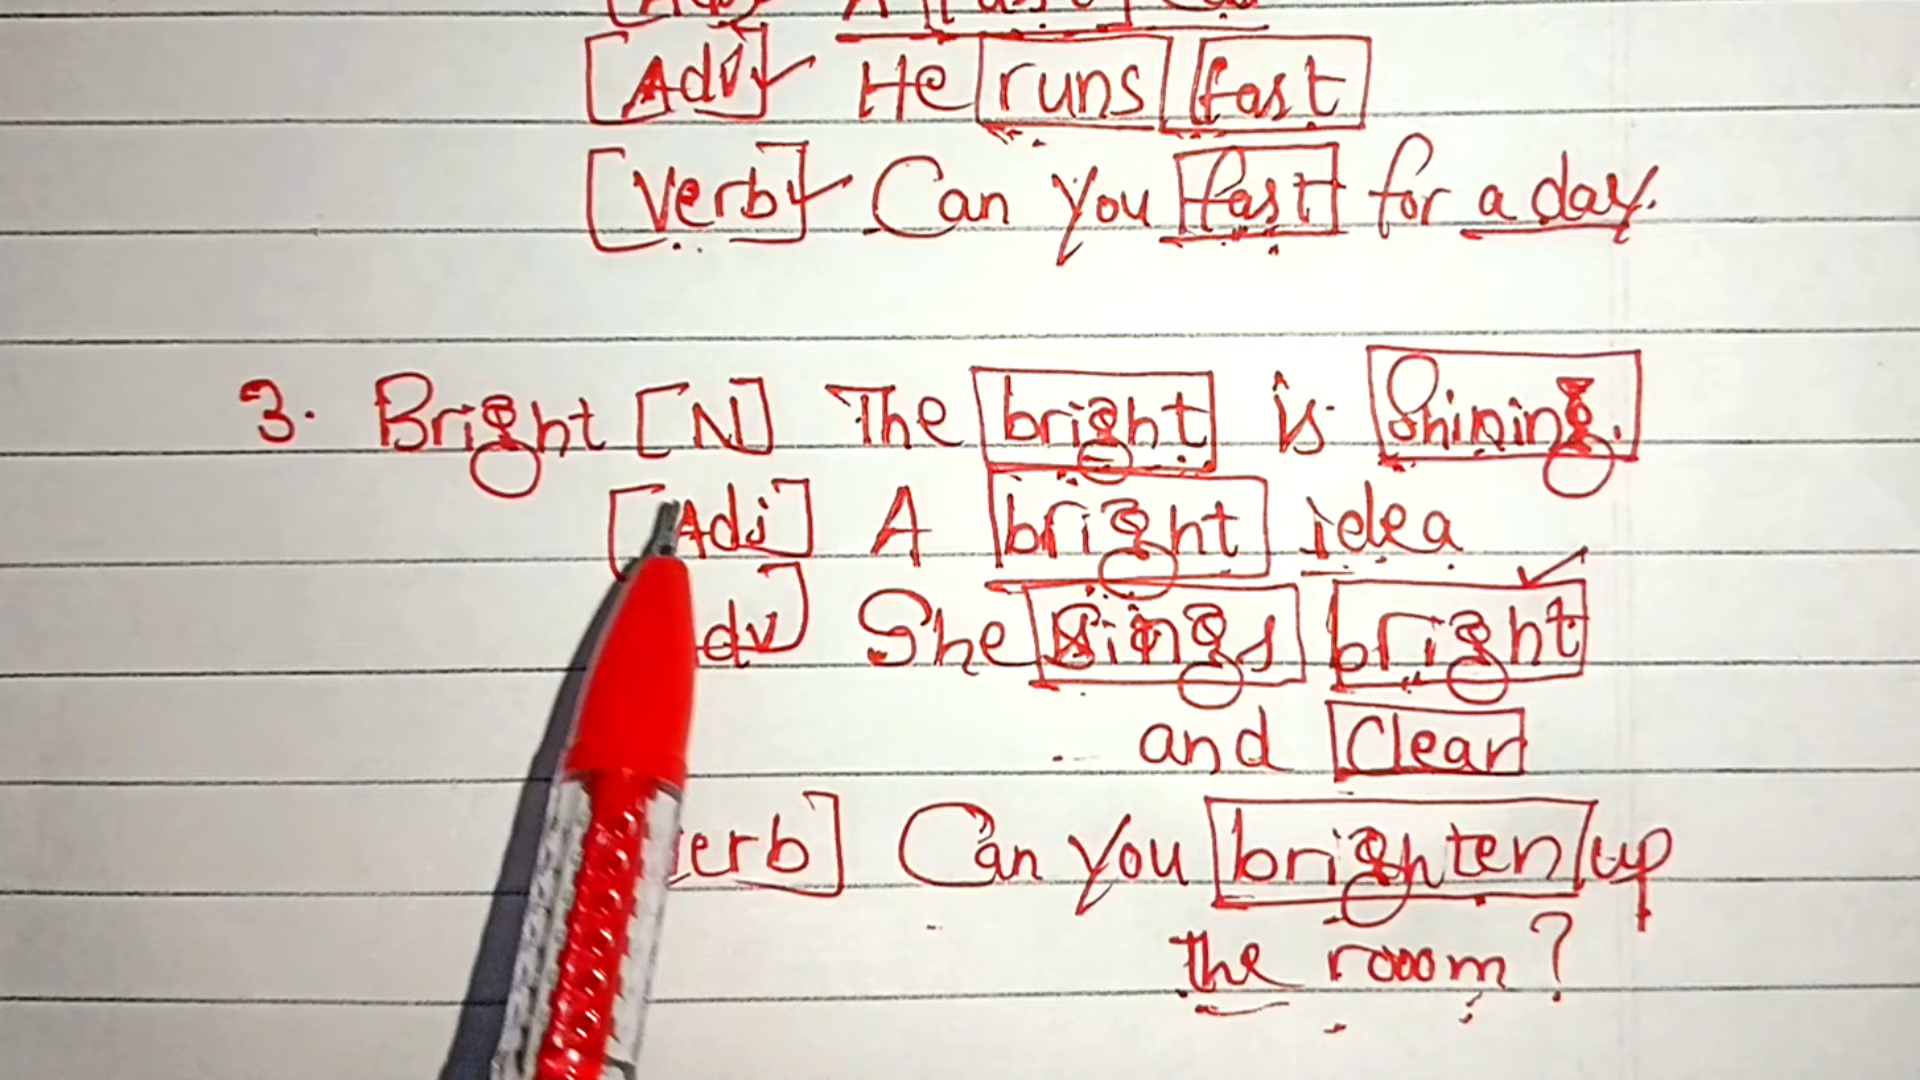 [Adv] He runs fast
[Verb] Can you fast for a day.
3. Bright [N] The bright is Shining.
[Adj] A bright idea
dv] She sings bright
and Clear
erb] Can you brighten up
the rooom?